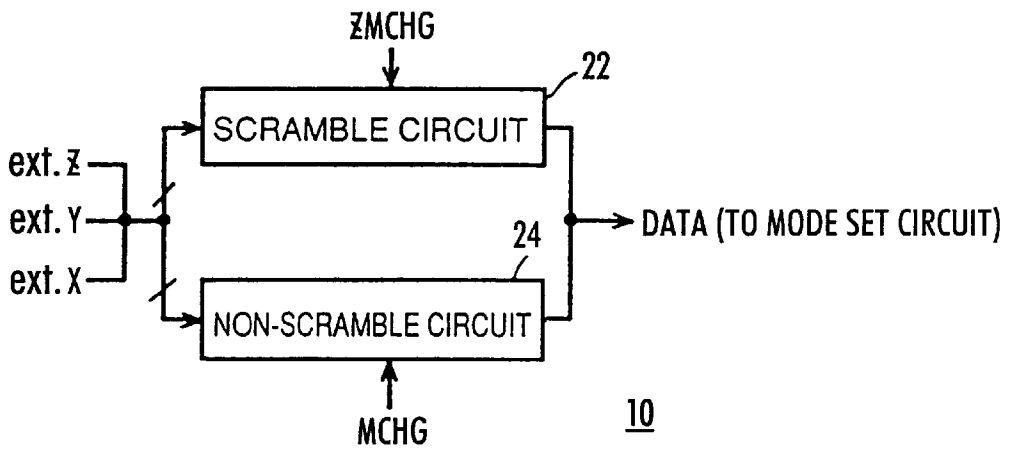 ZMCHG
22
SCRAMBLE CIRCUIT
ext. Z
ext. Y
ext. X
DATA (TO MODE SET CIRCUIT)
24
NON-SCRAMBLE CIRCUIT
MCHG
10